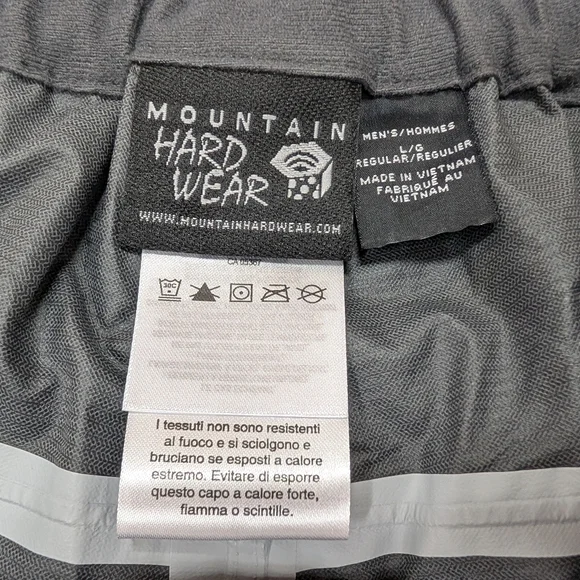 MOUNTAIN
HARD
WEAR
WWW.MOUNTAINHARDWEAR.COM
MEN'S/HOMMES
L/G
REGULAR/REGULIER
MADE IN VIETNAM
FABRIQUÉ AU
VIETNAM
30C
I tessuti non sono resistenti
al fuoco e si sciolgono e
bruciano se esposti a calore
estremo. Evitare di esporre
questo capo a calore forte,
fiamma o scintille.